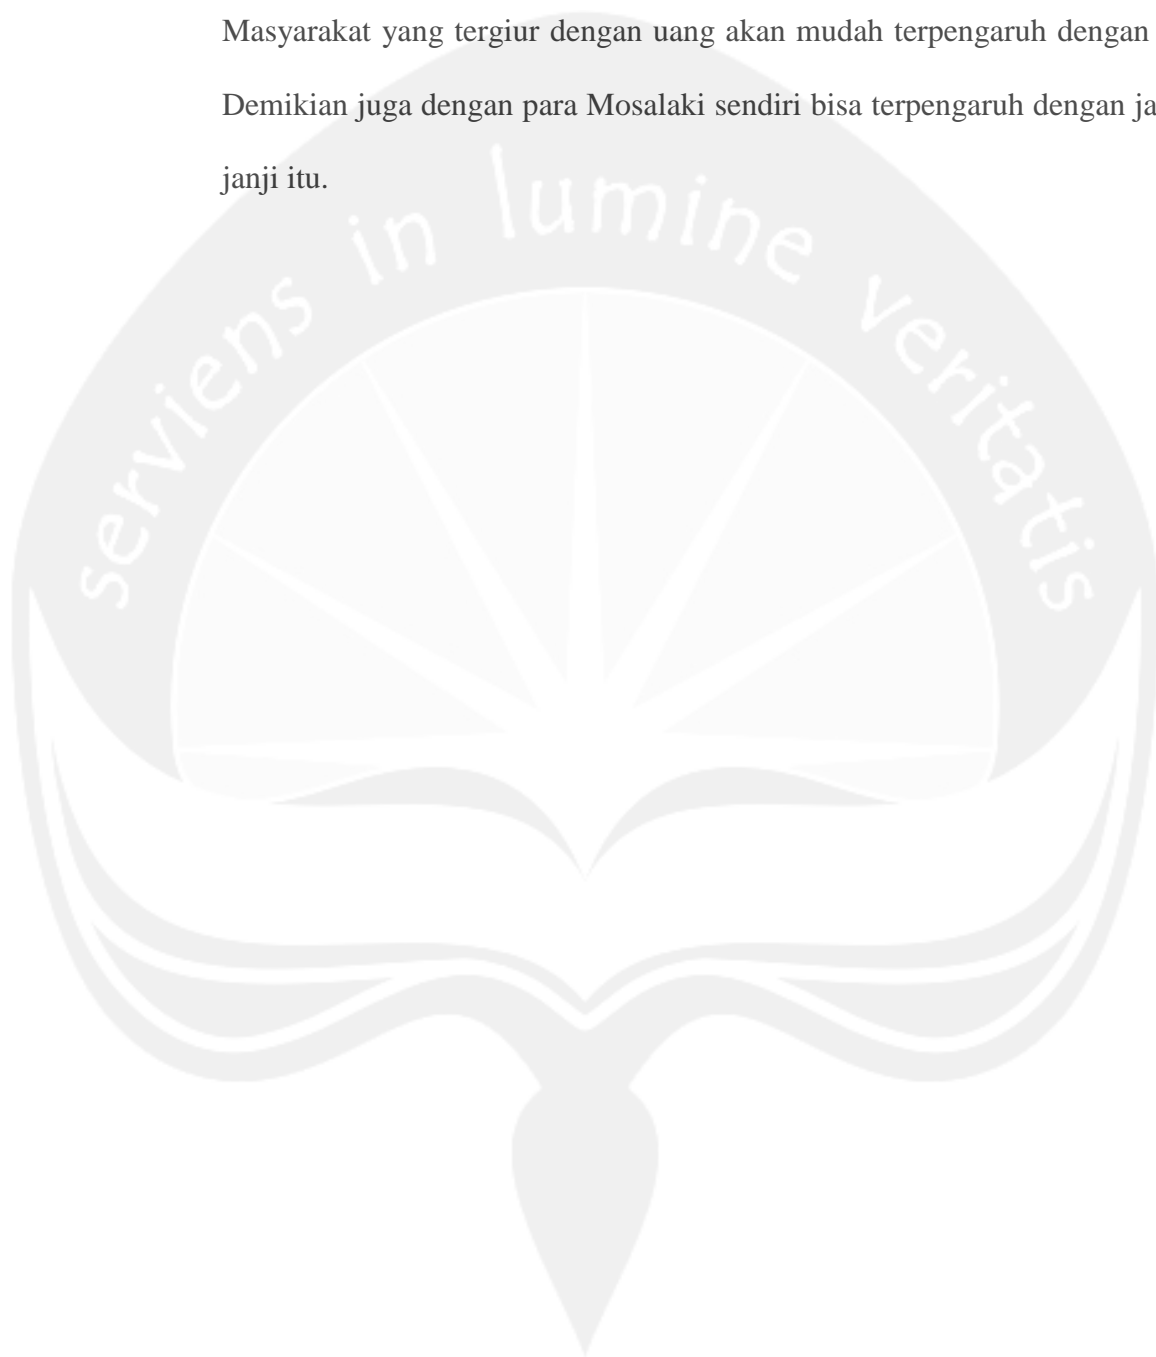 Masyarakat yang tergiur dengan uang akan mudah terpengaruh dengan
Demikian juga dengan para Mosalaki sendiri bisa terpengaruh dengan ja
janji itu.
serviens in lumine veritatis